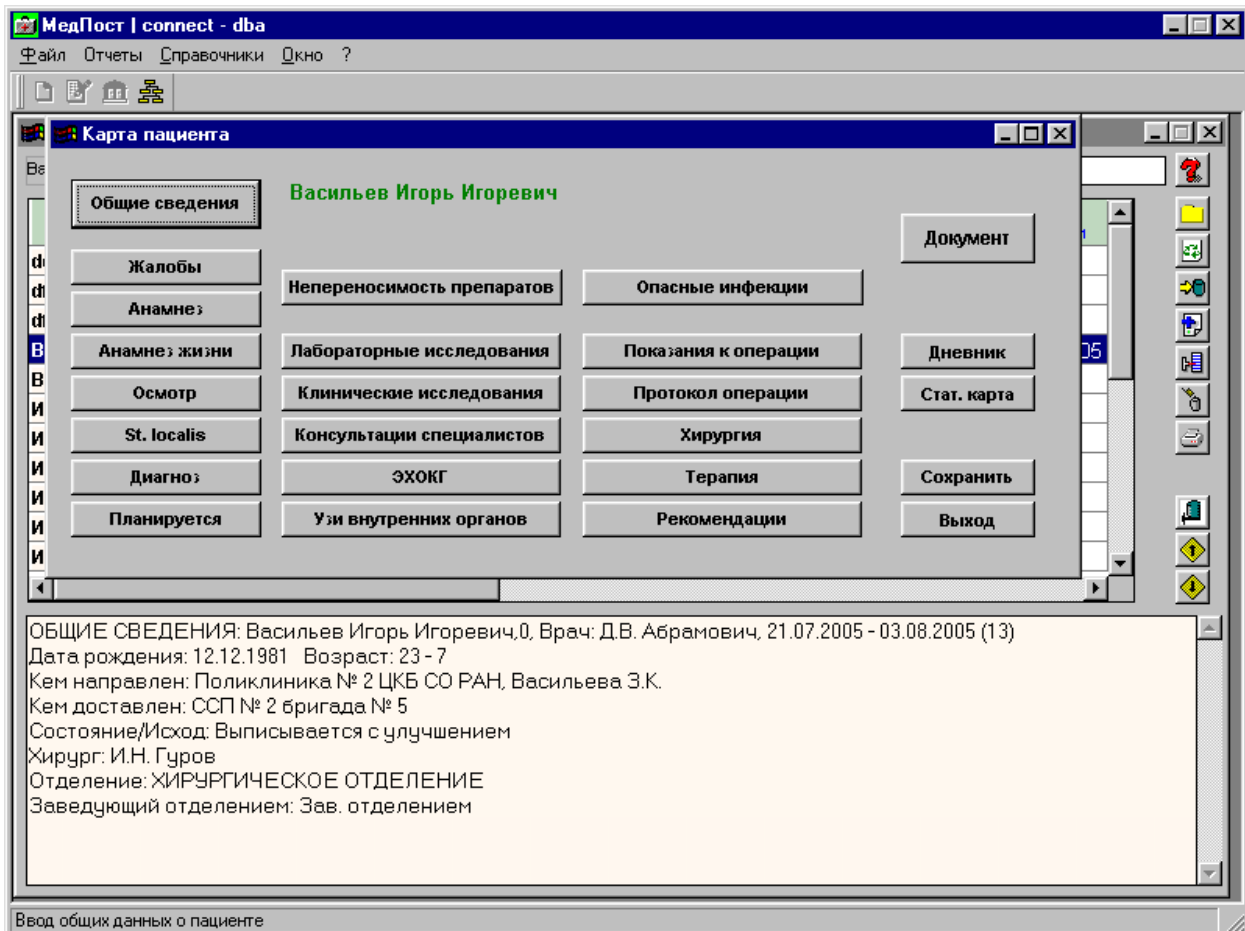 МедПост | connect - dba
Файл Отчеты Справочники Окно ?
Карта пациента
Ва
Общие сведения
Васильев Игорь Игоревич
Документ
Жалобы
Непереносимость препаратов
Опасные инфекции
Анамнез
Анамнез жизни
Лабораторные исследования
Показания к операции
Дневник
05
Осмотр
Клинические исследования
Протокол операции
Стат. карта
St. localis
Консультации специалистов
Хирургия
Диагноз
ЭХОКГ
Терапия
Сохранить
Планируется
Узи внутренних органов
Рекомендации
Выход
В
В
И
И
И
И
И
И
ОБЩИЕ СВЕДЕНИЯ: Васильев Игорь Игоревич,0, Врач: Д.В. Абрамович, 21.07.2005 - 03.08.2005 (13)
Дата рождения: 12.12.1981 Возраст: 23 - 7
Кем направлен: Поликлиника № 2 ЦКБ СО РАН, Васильева З.К.
Кем доставлен: ССП № 2 бригада № 5
Состояние/Исход: Выписывается с улучшением
Хирург: И.Н. Гуров
Отделение: ХИРУРГИЧЕСКОЕ ОТДЕЛЕНИЕ
Заведующий отделением: Зав. отделением
Ввод общих данных о пациенте